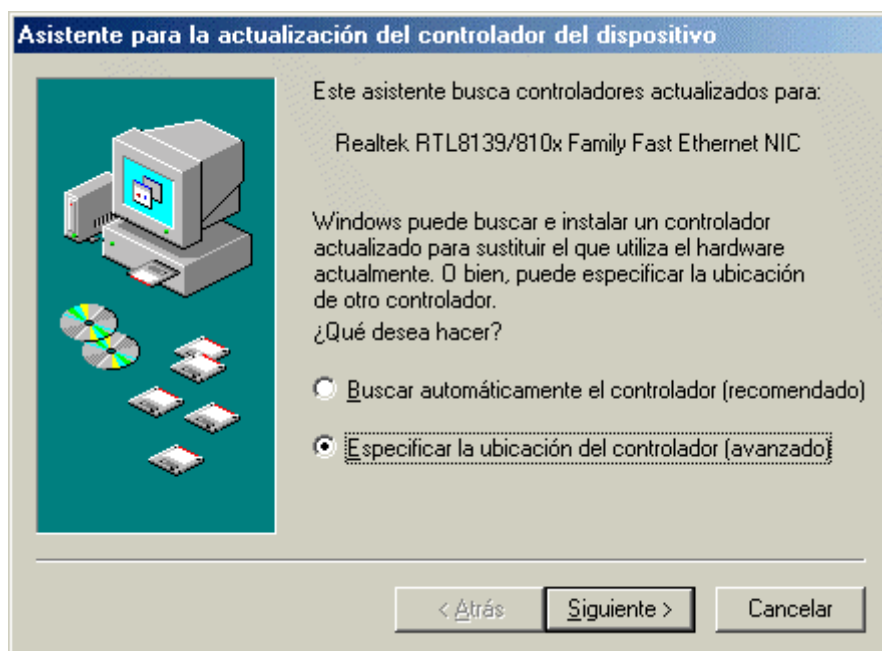 Asistente para la actualización del controlador del dispositivo
Este asistente busca controladores actualizados para:
Realtek RTL8139/810x Family Fast Ethernet NIC
Windows puede buscar e instalar un controlador
actualizado para sustituir el que utiliza el hardware
actualmente. O bien, puede especificar la ubicación
de otro controlador.
¿Qué desea hacer?
Buscar automáticamente el controlador (recomendado)
Especificar la ubicación del controlador (avanzado)
< Atrás
Siguiente >
Cancelar